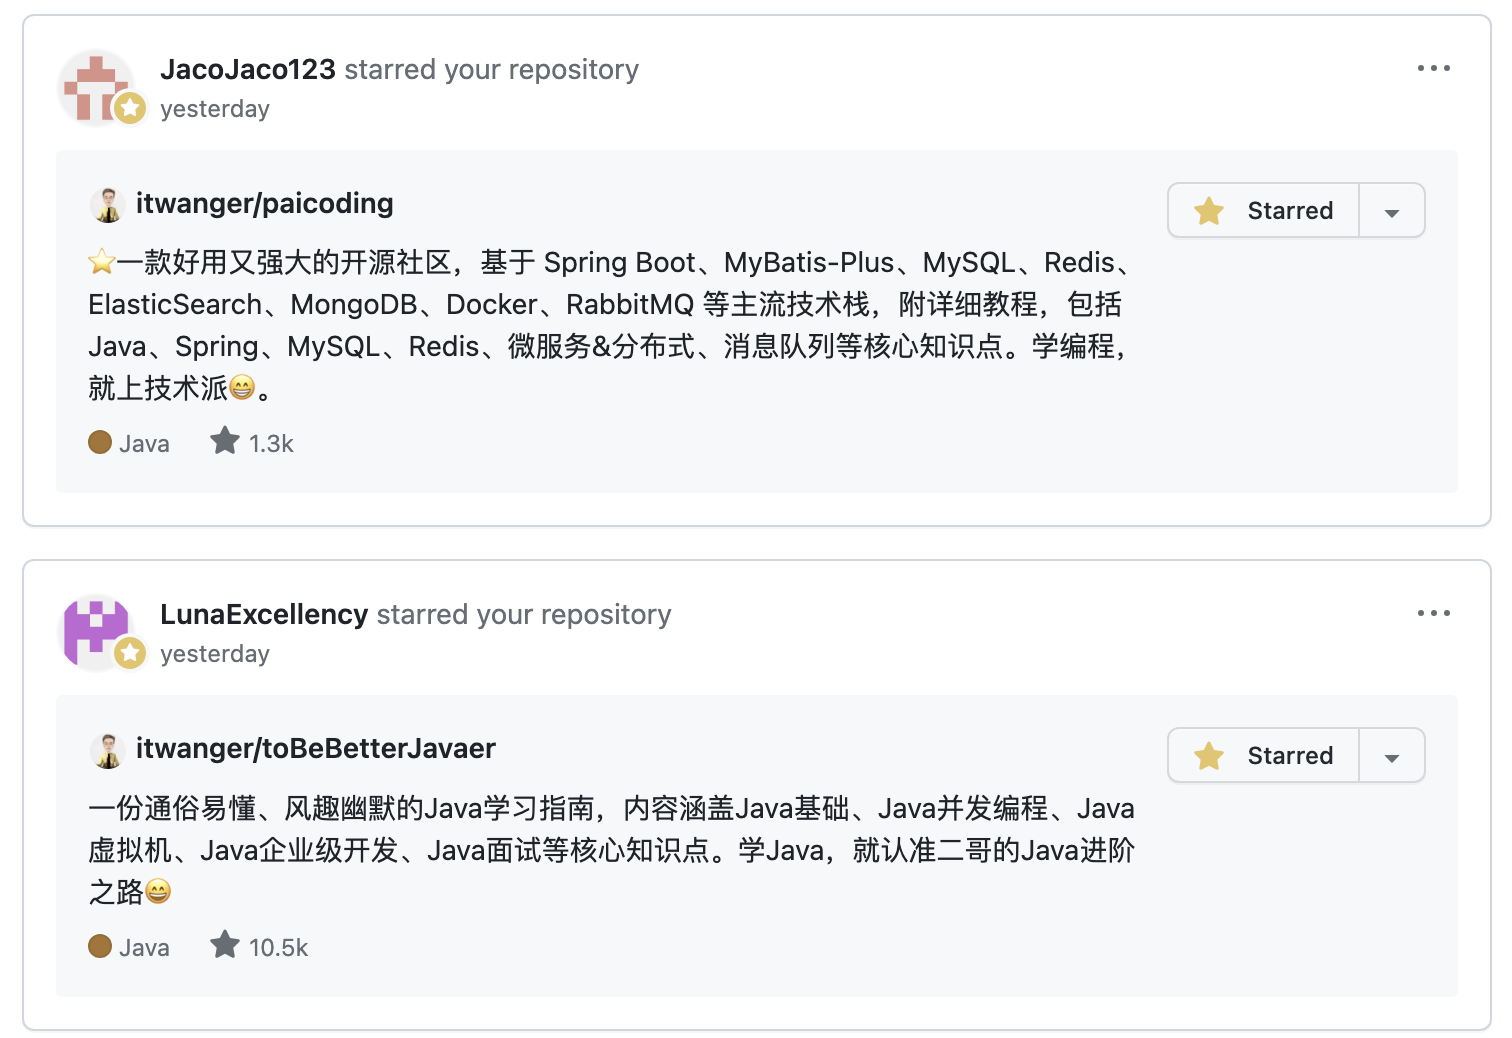 JacoJaco123 starred your repository
yesterday
itwanger/paicoding
Starred
⭐一款好用又强大的开源社区，基于 Spring Boot、MyBatis-Plus、MySQL、Redis、
ElasticSearch、MongoDB、Docker、RabbitMQ 等主流技术栈，附详细教程，包括
Java、Spring、MySQL、Redis、微服务&分布式、消息队列等核心知识点。学编程，
就上技术派😁。
Java 1.3k
LunaExcellency starred your repository
yesterday
itwanger/toBeBetterJavaer
Starred
一份通俗易懂、风趣幽默的Java学习指南，内容涵盖Java基础、Java并发编程、Java
虚拟机、Java企业级开发、Java面试等核心知识点。学Java，就认准二哥的Java进阶
之路😄
Java 10.5k